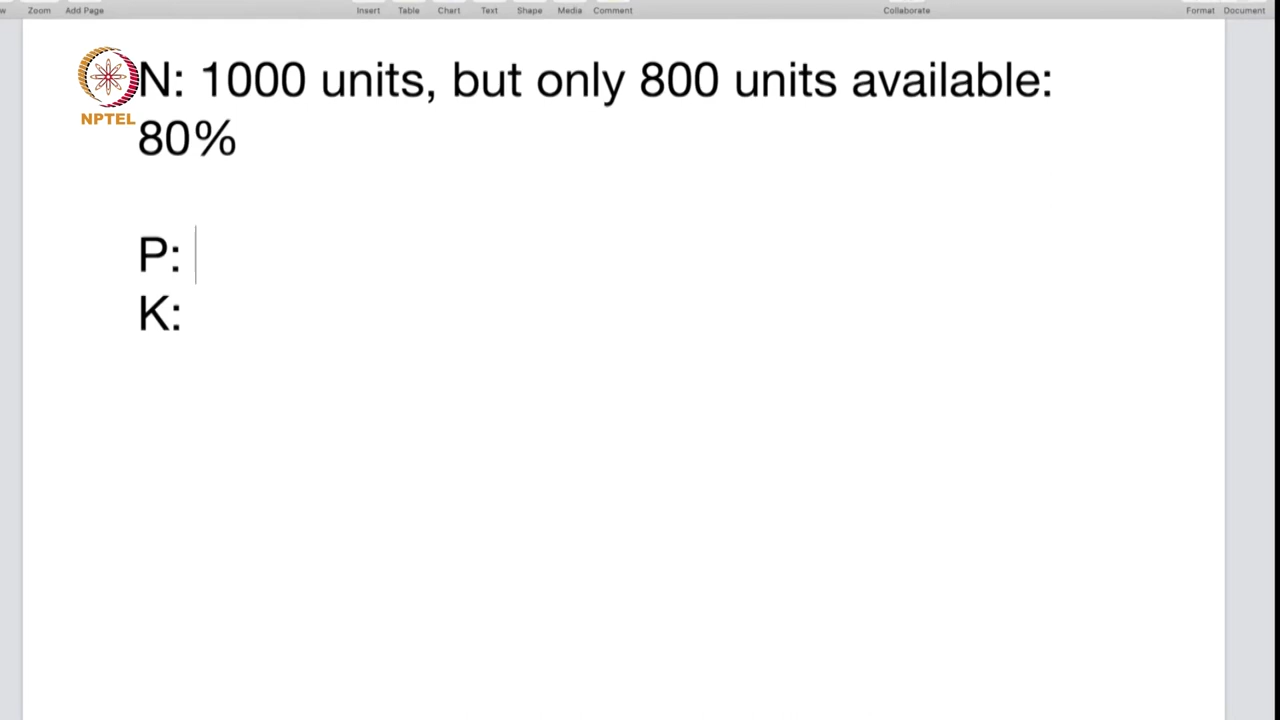 w Zoom Add Page Insert Table Chart Text Shape Media Comment Collaborate Format Document
N: 1000 units, but only 800 units available:
NPTEL
80%
P:
K: